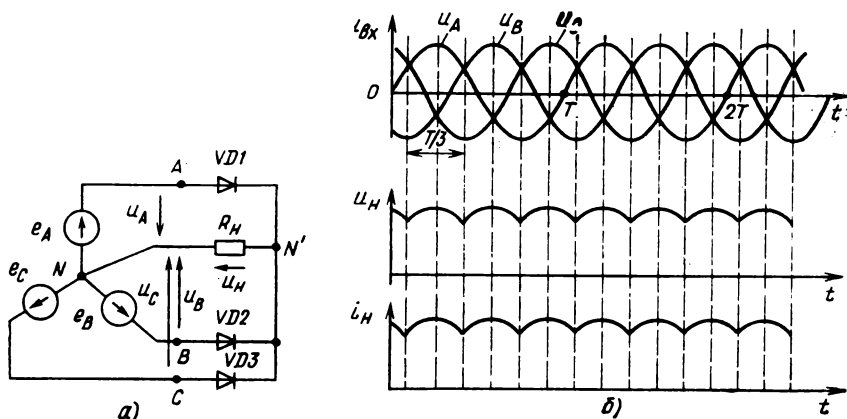 A
VD1
u_A
e_A
R_H
N'
N
e_C
u_H
u_C
u_B
e_B
VD2
B
VD3
C
а)
i_вх
u_A
u_B
0
T
2T
t
T/3
u_H
t
i_H
t
б)